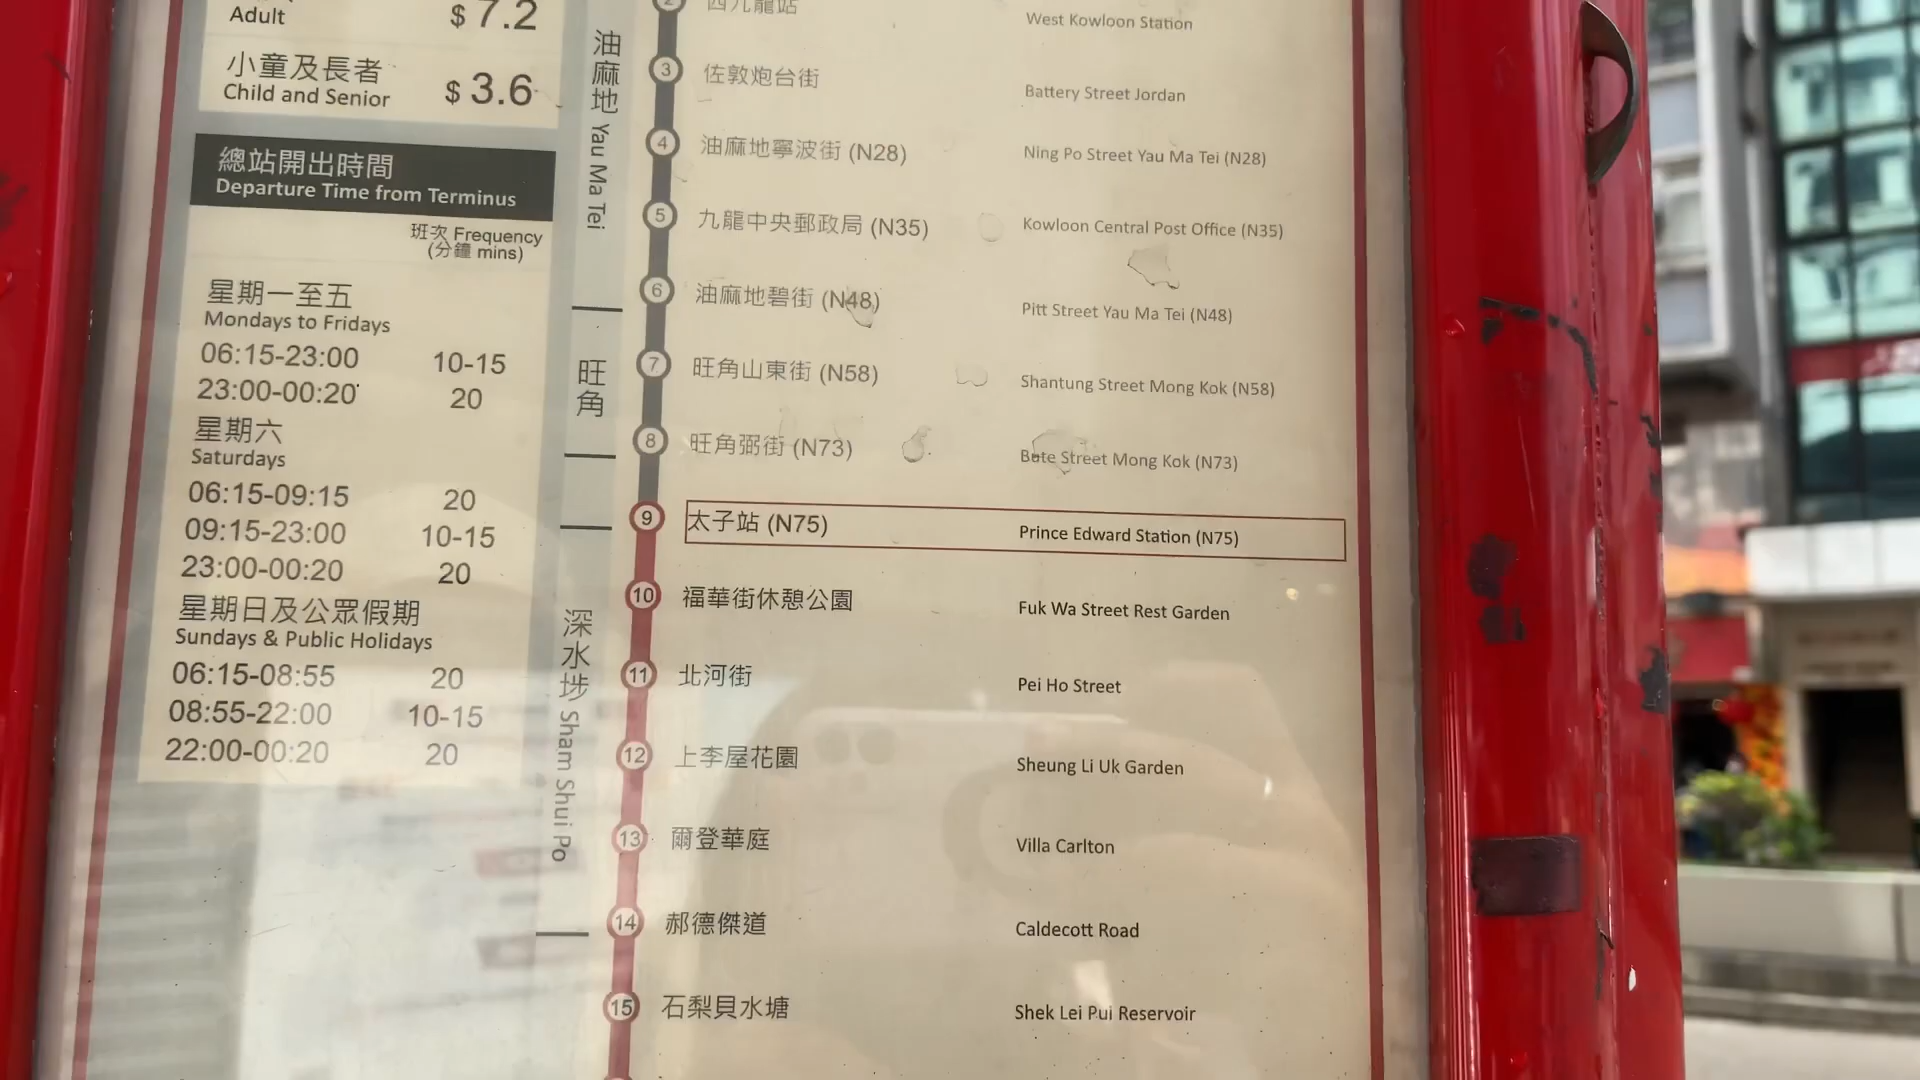 Adult $7.2
小童及長者
Child and Senior $3.6
總站開出時間
Departure Time from Terminus
班次 Frequency
(分鐘 mins)
星期一至五
Mondays to Fridays
06:15-23:00 10-15
23:00-00:20 20
星期六
Saturdays
06:15-09:15 20
09:15-23:00 10-15
23:00-00:20 20
星期日及公眾假期
Sundays & Public Holidays
06:15-08:55 20
08:55-22:00 10-15
22:00-00:20 20
油麻地 Yau Ma Tei
旺角
深水埗 Sham Shui Po
2 西九龍站 West Kowloon Station
3 佐敦炮台街 Battery Street Jordan
4 油麻地寧波街 (N28) Ning Po Street Yau Ma Tei (N28)
5 九龍中央郵政局 (N35) Kowloon Central Post Office (N35)
6 油麻地碧街 (N48) Pitt Street Yau Ma Tei (N48)
7 旺角山東街 (N58) Shantung Street Mong Kok (N58)
8 旺角弼街 (N73) Bute Street Mong Kok (N73)
9 太子站 (N75) Prince Edward Station (N75)
10 福華街休憩公園 Fuk Wa Street Rest Garden
11 北河街 Pei Ho Street
12 上李屋花園 Sheung Li Uk Garden
13 爾登華庭 Villa Carlton
14 郝德傑道 Caldecott Road
15 石梨貝水塘 Shek Lei Pui Reservoir